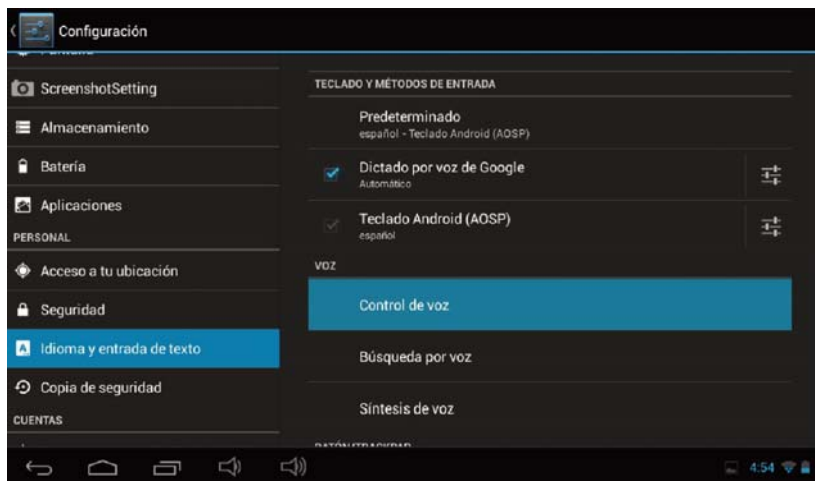 Configuración
ScreenshotSetting
Almacenamiento
Batería
Aplicaciones
PERSONAL
Acceso a tu ubicación
Seguridad
Idioma y entrada de texto
Copia de seguridad
CUENTAS
TECLADO Y MÉTODOS DE ENTRADA
Predeterminado
español - Teclado Android (AOSP)
Dictado por voz de Google
Automático
Teclado Android (AOSP)
español
VOZ
Control de voz
Búsqueda por voz
Síntesis de voz
4:54